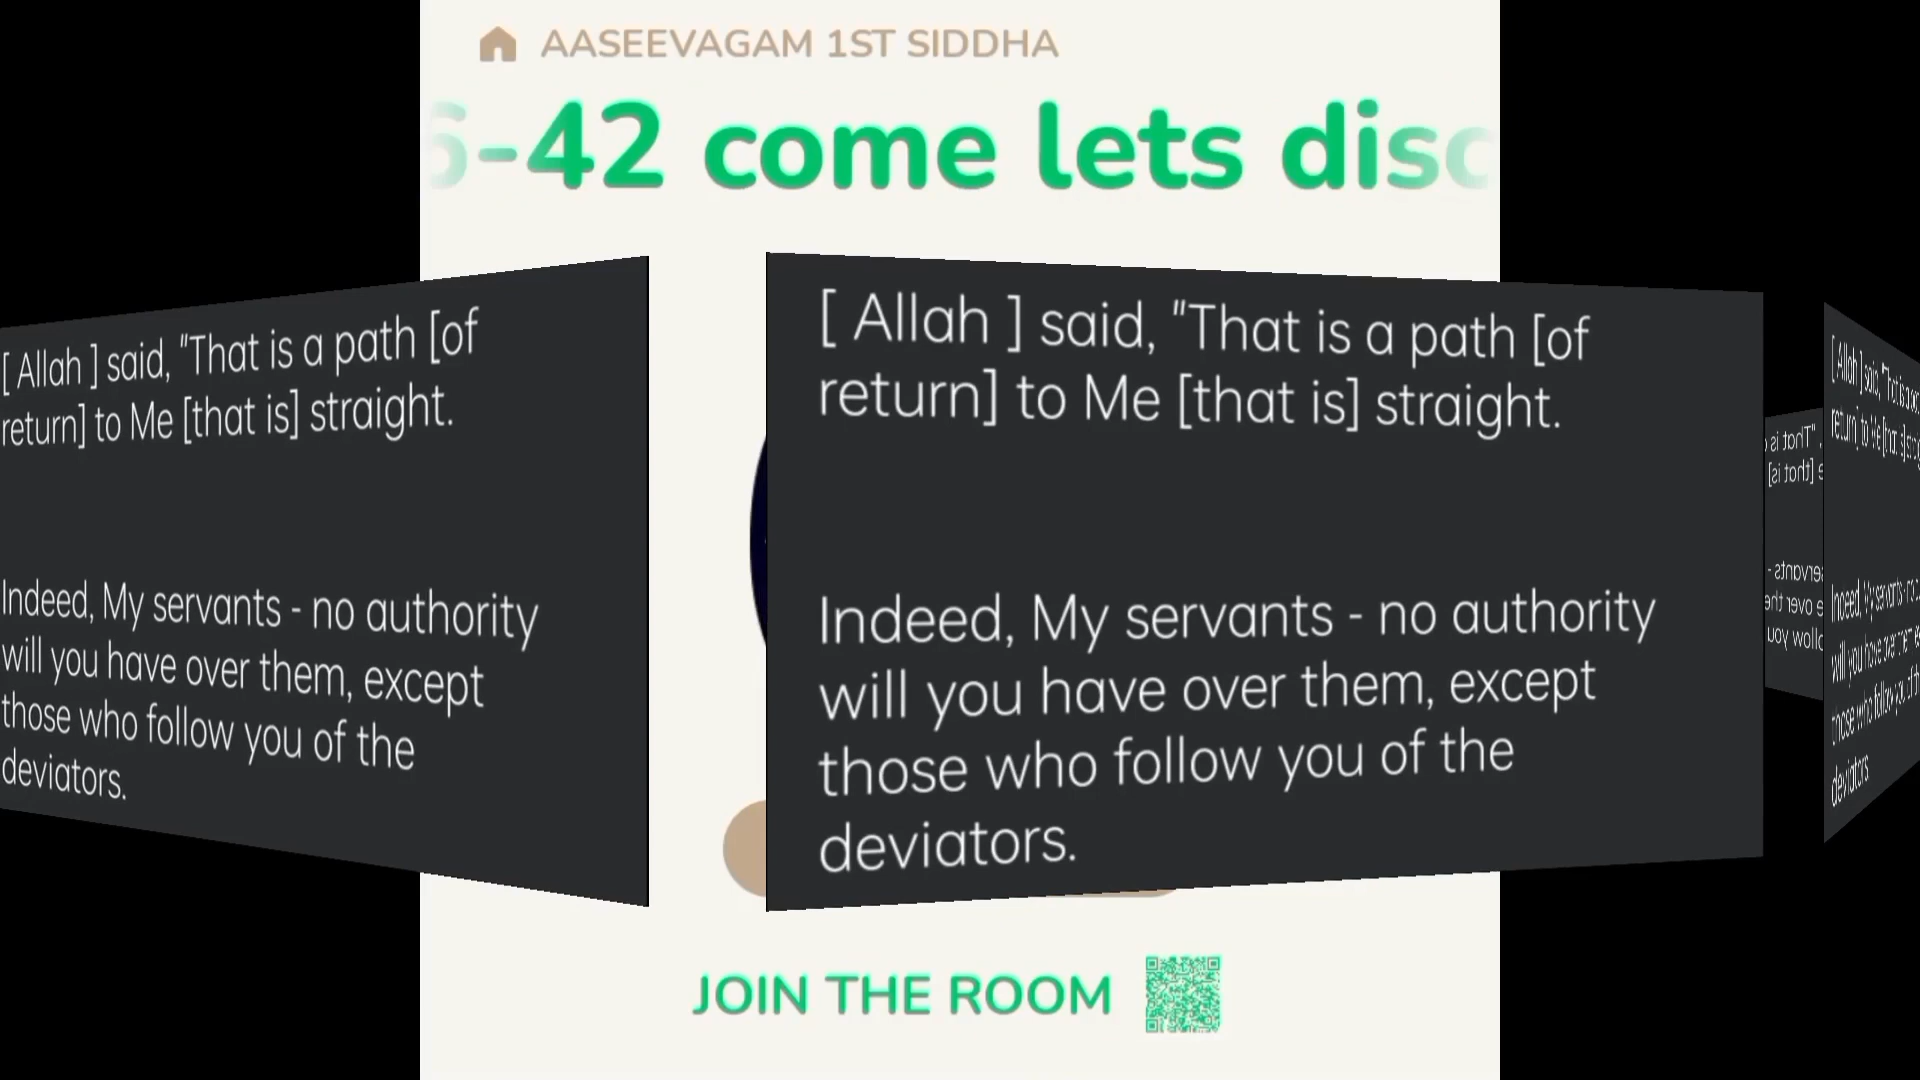 AASEEVAGAM 1ST SIDDHA
-42 come lets
[ Allah ] said, "That is a path [of
return] to Me [that is] straight.
Indeed, My servants - no authority
will you have over them, except
those who follow you of the
deviators.
[ Allah ] said, "That is a path [of
return] to Me [that is] straight.
Indeed, My servants - no authority
will you have over them, except
those who follow you of the
deviators.
JOIN THE ROOM